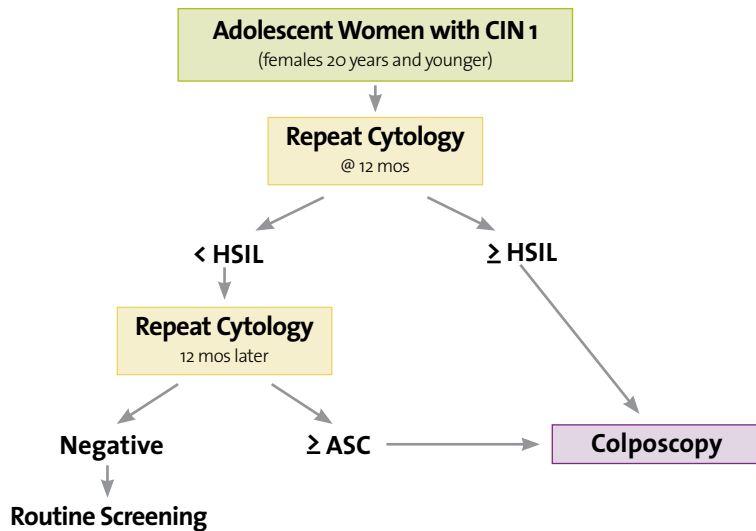 Adolescent Women with CIN 1
(females 20 years and younger)
Repeat Cytology
@ 12 mos
< HSIL
≥ HSIL
Repeat Cytology
12 mos later
Negative
≥ ASC
Colposcopy
Routine Screening